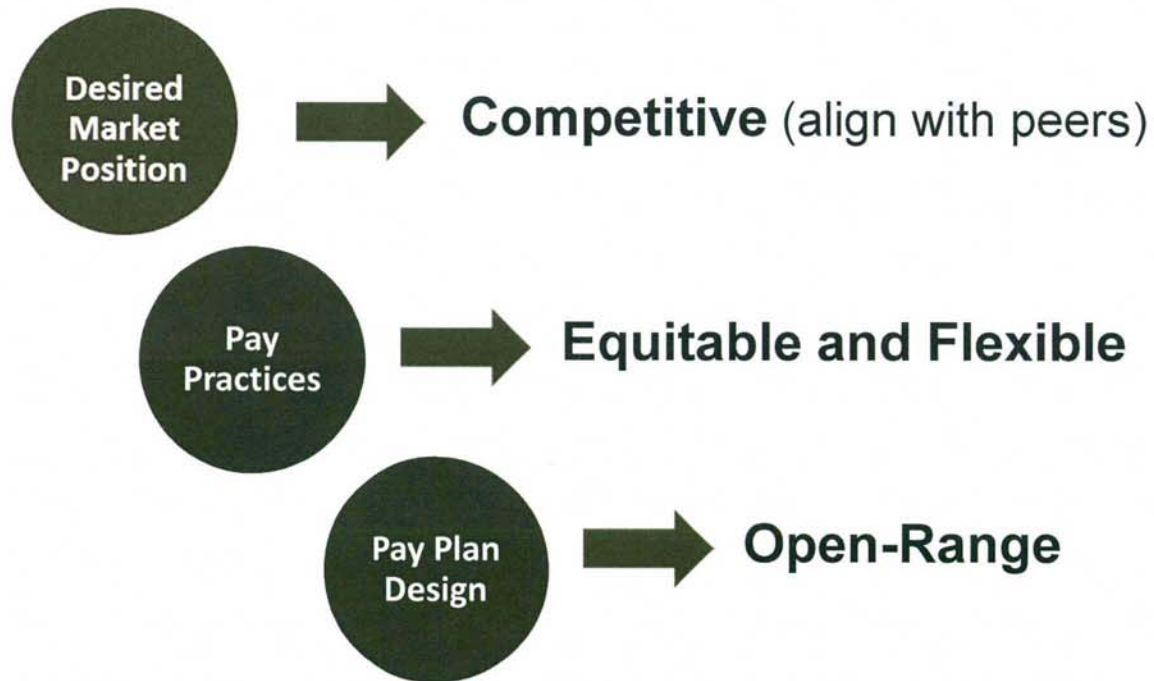 Desired
Market
Position
Competitive (align with peers)
Pay
Practices
Equitable and Flexible
Pay Plan
Design
Open-Range